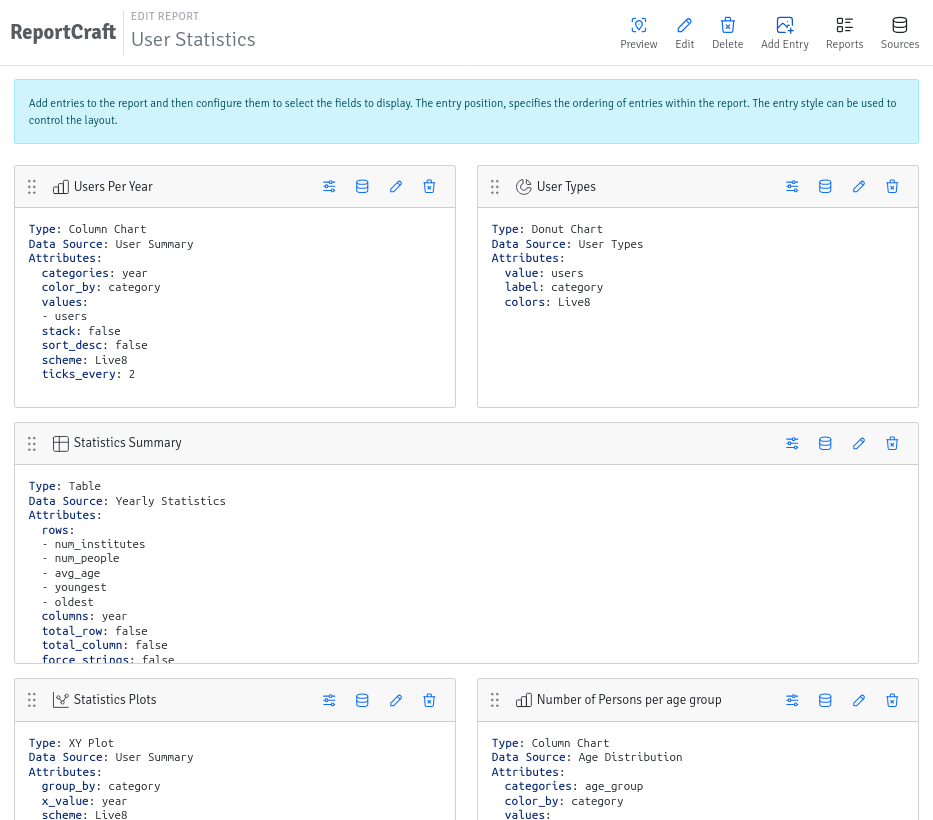 ReportCraft
EDIT REPORT
User Statistics
Preview
Edit
Delete
Add Entry
Reports
Sources
Add entries to the report and then configure them to select the fields to display. The entry position, specifies the ordering of entries within the report. The entry style can be used to
control the layout.
Users Per Year
Type: Column Chart
Data Source: User Summary
Attributes:
categories: year
color_by: category
values:
- users
stack: false
sort_desc: false
scheme: Live8
ticks_every: 2
User Types
Type: Donut Chart
Data Source: User Types
Attributes:
value: users
label: category
colors: Live8
Statistics Summary
Type: Table
Data Source: Yearly Statistics
Attributes:
rows:
- num_institutes
- num_people
- avg_age
- youngest
- oldest
columns: year
total_row: false
total_column: false
force_strings: false
Statistics Plots
Type: XY Plot
Data Source: User Summary
Attributes:
group_by: category
x_value: year
scheme: Live8
Number of Persons per age group
Type: Column Chart
Data Source: Age Distribution
Attributes:
categories: age_group
color_by: category
values: